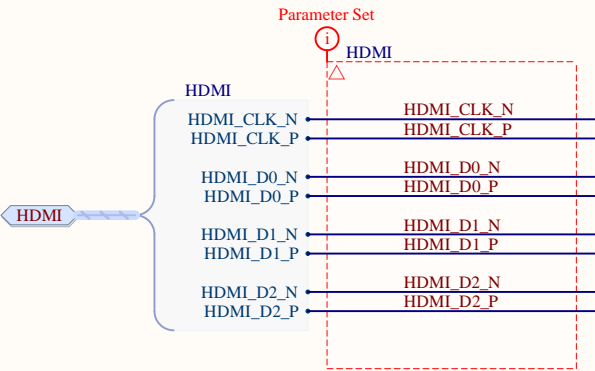 Parameter Set
i
HDMI
HDMI
HDMI_CLK_N HDMI_CLK_N
HDMI_CLK_P HDMI_CLK_P
HDMI_D0_N HDMI_D0_N
HDMI_D0_P HDMI_D0_P
HDMI
HDMI_D1_N HDMI_D1_N
HDMI_D1_P HDMI_D1_P
HDMI_D2_N HDMI_D2_N
HDMI_D2_P HDMI_D2_P